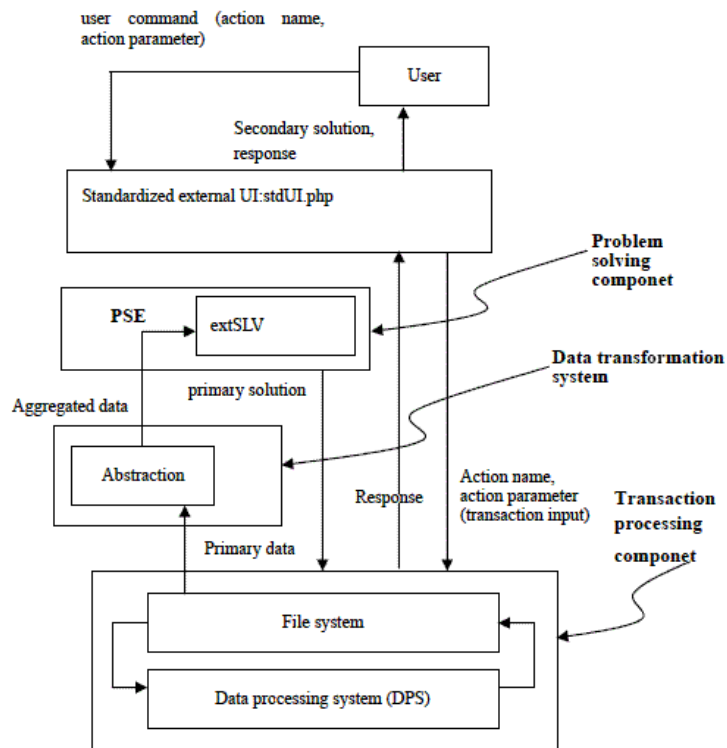 user command (action name,
action parameter)
User
Secondary solution,
response
Standardized external UI:stdUI.php
Problem
solving
componet
PSE
extSLV
primary solution
Data transformation
system
Aggregated data
Abstraction
Response
Action name,
action parameter
(transaction input)
Transaction
processing
componet
Primary data
File system
Data processing system (DPS)